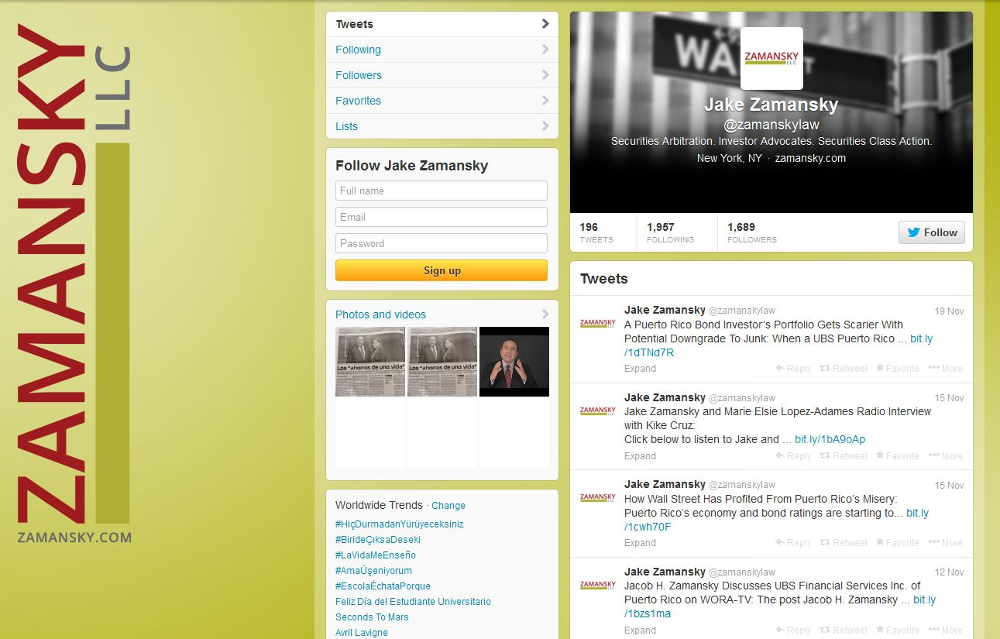 ZAMANSKY
LLC
ZAMANSKY.COM
Tweets
Following
Followers
Favorites
Lists
Follow Jake Zamansky
Full name
Email
Password
Sign up
Photos and videos
Los "ahorros de una vida"
Los "ahorros de una vida"
Worldwide Trends · Change
#HiçDurmadanYürüyeceksiniz
#BirideÇıksaDeseki
#LaVidaMeEnseño
#AmaÜşeniyorum
#EscolaÉchataPorque
Feliz Día del Estudiante Universitario
Seconds To Mars
Avril Lavigne
ZAMANSKY
LLC
Jake Zamansky
@zamanskylaw
Securities Arbitration. Investor Advocates. Securities Class Action.
New York, NY · zamansky.com
196
TWEETS
1,957
FOLLOWING
1,689
FOLLOWERS
Follow
Tweets
ZAMANSKY
LLC
Jake Zamansky @zamanskylaw 19 Nov
A Puerto Rico Bond Investor's Portfolio Gets Scarier With
Potential Downgrade To Junk: When a UBS Puerto Rico ... bit.ly
/1dTNd7R
Expand Reply Retweet Favorite More
ZAMANSKY
LLC
Jake Zamansky @zamanskylaw 15 Nov
Jake Zamansky and Marie Elsie Lopez-Adames Radio Interview
with Kike Cruz:
Click below to listen to Jake and ... bit.ly/1bA9oAp
Expand Reply Retweet Favorite More
ZAMANSKY
LLC
Jake Zamansky @zamanskylaw 15 Nov
How Wall Street Has Profited From Puerto Rico's Misery:
Puerto Rico's economy and bond ratings are starting to... bit.ly
/1cwh70F
Expand Reply Retweet Favorite More
ZAMANSKY
LLC
Jake Zamansky @zamanskylaw 12 Nov
Jacob H. Zamansky Discusses UBS Financial Services Inc. of
Puerto Rico on WORA-TV: The post Jacob H. Zamansky ... bit.ly
/1bzs1ma
Expand Reply Retweet Favorite More